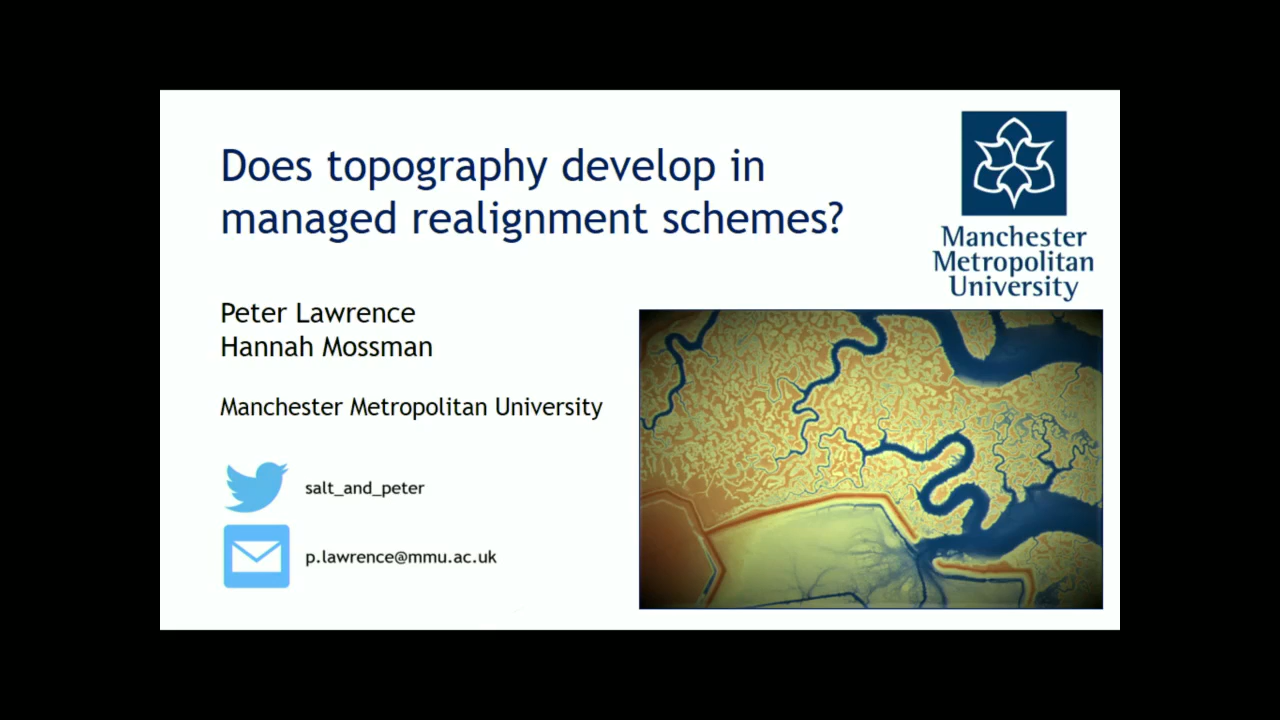 Does topography develop in
managed realignment schemes?
Manchester
Metropolitan
University
Peter Lawrence
Hannah Mossman
Manchester Metropolitan University
salt_and_peter
p.lawrence@mmu.ac.uk